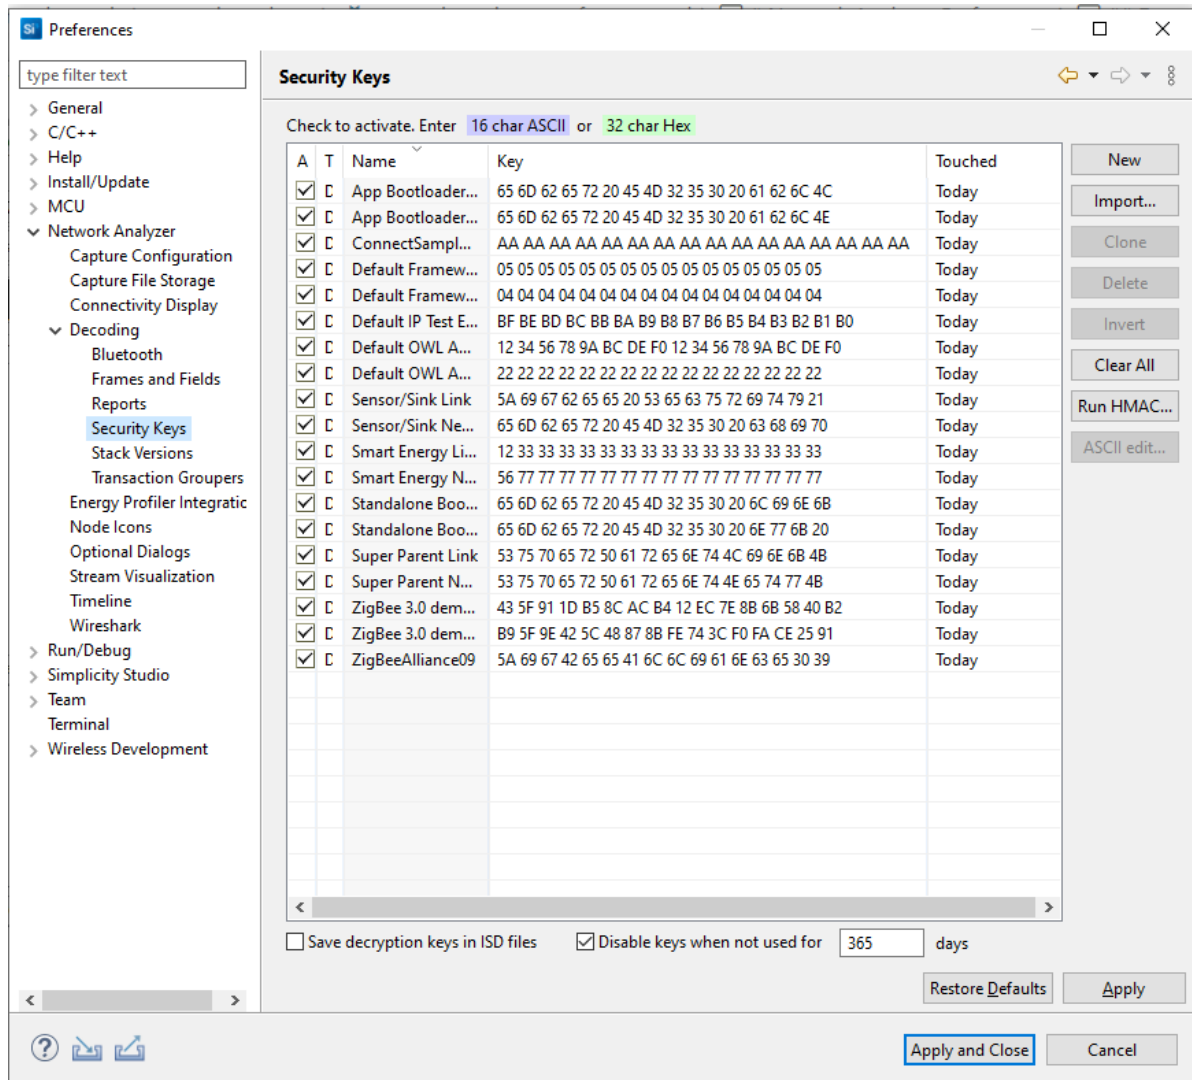 Si Preferences
type filter text
General
C/C++
Help
Install/Update
MCU
Network Analyzer
Capture Configuration
Capture File Storage
Connectivity Display
Decoding
Bluetooth
Frames and Fields
Reports
Security Keys
Stack Versions
Transaction Groupers
Energy Profiler Integratic
Node Icons
Optional Dialogs
Stream Visualization
Timeline
Wireshark
Run/Debug
Simplicity Studio
Team
Terminal
Wireless Development
Security Keys
Check to activate. Enter 16 char ASCII or 32 char Hex
A T Name Key Touched
D App Bootloader... 65 6D 62 65 72 20 45 4D 32 35 30 20 61 62 6C 4C Today
D App Bootloader... 65 6D 62 65 72 20 45 4D 32 35 30 20 61 62 6C 4E Today
D ConnectSampl... AA AA AA AA AA AA AA AA AA AA AA AA AA AA AA AA Today
D Default Framew... 05 05 05 05 05 05 05 05 05 05 05 05 05 05 05 05 Today
D Default Framew... 04 04 04 04 04 04 04 04 04 04 04 04 04 04 04 04 Today
D Default IP Test E... BF BE BD BC BB BA B9 B8 B7 B6 B5 B4 B3 B2 B1 B0 Today
D Default OWL A... 12 34 56 78 9A BC DE F0 12 34 56 78 9A BC DE F0 Today
D Default OWL A... 22 22 22 22 22 22 22 22 22 22 22 22 22 22 22 22 Today
D Sensor/Sink Link 5A 69 67 62 65 65 20 53 65 63 75 72 69 74 79 21 Today
D Sensor/Sink Ne... 65 6D 62 65 72 20 45 4D 32 35 30 20 63 68 69 70 Today
D Smart Energy Li... 12 33 33 33 33 33 33 33 33 33 33 33 33 33 33 33 Today
D Smart Energy N... 56 77 77 77 77 77 77 77 77 77 77 77 77 77 77 77 Today
D Standalone Boo... 65 6D 62 65 72 20 45 4D 32 35 30 20 6C 69 6E 6B Today
D Standalone Boo... 65 6D 62 65 72 20 45 4D 32 35 30 20 6E 77 6B 20 Today
D Super Parent Link 53 75 70 65 72 50 61 72 65 6E 74 4C 69 6E 6B 4B Today
D Super Parent N... 53 75 70 65 72 50 61 72 65 6E 74 4E 65 74 77 4B Today
D ZigBee 3.0 dem... 43 5F 91 1D B5 8C AC B4 12 EC 7E 8B 6B 58 40 B2 Today
D ZigBee 3.0 dem... B9 5F 9E 42 5C 48 87 8B FE 74 3C F0 FA CE 25 91 Today
D ZigBeeAlliance09 5A 69 67 42 65 65 41 6C 6C 69 61 6E 63 65 30 39 Today
New
Import...
Clone
Delete
Invert
Clear All
Run HMAC...
ASCII edit...
Save decryption keys in ISD files Disable keys when not used for 365 days
Restore Defaults Apply
Apply and Close Cancel